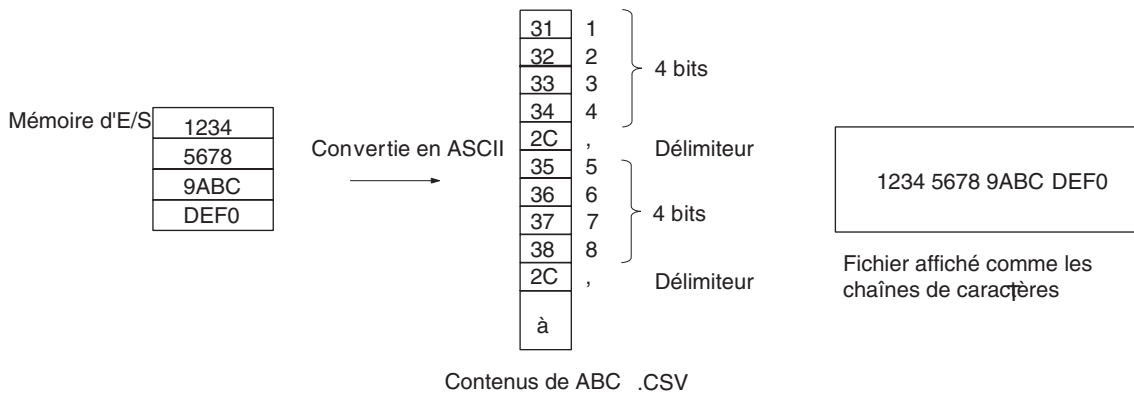 Mémoire d'E/S
1234
5678
9ABC
DEF0
Convertie en ASCII
31 1
32 2
33 3
34 4
4 bits
2C , Délimiteur
35 5
36 6
37 7
38 8
4 bits
2C , Délimiteur
à
Contenus de ABC .CSV
1234 5678 9ABC DEF0
Fichier affiché comme les
chaînes de caractères